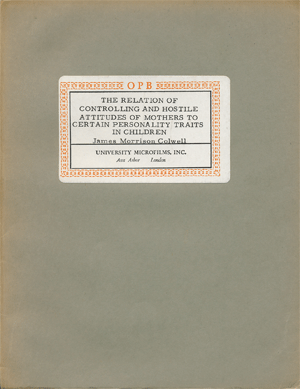 OPB
THE RELATION OF
CONTROLLING AND HOSTILE
ATTITUDES OF MOTHERS TO
CERTAIN PERSONALITY TRAITS
IN CHILDREN
James Morrison Colwell
UNIVERSITY MICROFILMS, INC.
Ann Arbor London